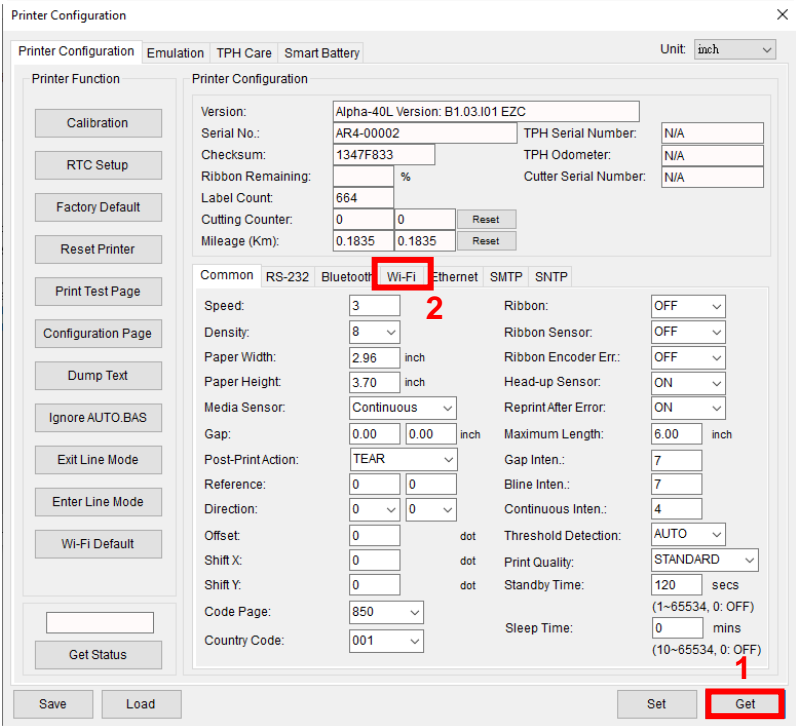 Printer Configuration
Printer Configuration Emulation TPH Care Smart Battery Unit: inch
Printer Function
Calibration
RTC Setup
Factory Default
Reset Printer
Print Test Page
Configuration Page
Dump Text
Ignore AUTO.BAS
Exit Line Mode
Enter Line Mode
Wi-Fi Default
Get Status
Printer Configuration
Version: Alpha-40L Version: B1.03.I01 EZC
Serial No.: AR4-00002 TPH Serial Number: N/A
Checksum: 1347F833 TPH Odometer: N/A
Ribbon Remaining: % Cutter Serial Number: N/A
Label Count: 664
Cutting Counter: 0 0 Reset
Mileage (Km): 0.1835 0.1835 Reset
Common RS-232 Bluetooth Wi-Fi Ethernet SMTP SNTP
2
Speed: 3 Ribbon: OFF
Density: 8 Ribbon Sensor: OFF
Paper Width: 2.96 inch Ribbon Encoder Err.: OFF
Paper Height: 3.70 inch Head-up Sensor: ON
Media Sensor: Continuous Reprint After Error: ON
Gap: 0.00 0.00 inch Maximum Length: 6.00 inch
Post-Print Action: TEAR Gap Inten.: 7
Reference: 0 0 Bline Inten.: 7
Direction: 0 0 Continuous Inten.: 4
Offset: 0 dot Threshold Detection: AUTO
Shift X: 0 dot Print Quality: STANDARD
Shift Y: 0 dot Standby Time: 120 secs
(1~65534, 0: OFF)
Code Page: 850
Sleep Time: 0 mins
Country Code: 001
(10~65534, 0: OFF)
1
Save Load Set Get